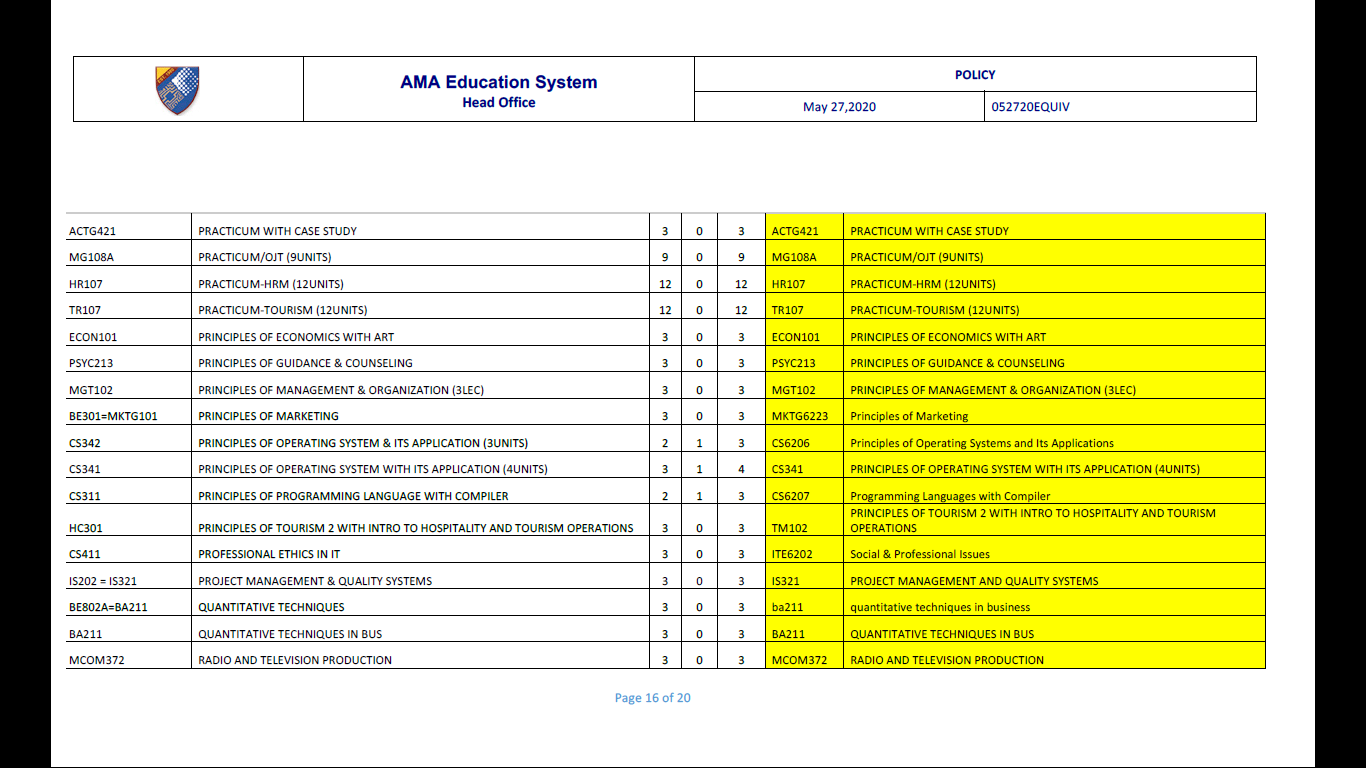 AMA Education System
Head Office
POLICY
May 27,2020 052720EQUIV
ACTG421 PRACTICUM WITH CASE STUDY 3 0 3 ACTG421 PRACTICUM WITH CASE STUDY
MG108A PRACTICUM/OJT (9UNITS) 9 0 9 MG108A PRACTICUM/OJT (9UNITS)
HR107 PRACTICUM-HRM (12UNITS) 12 0 12 HR107 PRACTICUM-HRM (12UNITS)
TR107 PRACTICUM-TOURISM (12UNITS) 12 0 12 TR107 PRACTICUM-TOURISM (12UNITS)
ECON101 PRINCIPLES OF ECONOMICS WITH ART 3 0 3 ECON101 PRINCIPLES OF ECONOMICS WITH ART
PSYC213 PRINCIPLES OF GUIDANCE & COUNSELING 3 0 3 PSYC213 PRINCIPLES OF GUIDANCE & COUNSELING
MGT102 PRINCIPLES OF MANAGEMENT & ORGANIZATION (3LEC) 3 0 3 MGT102 PRINCIPLES OF MANAGEMENT & ORGANIZATION (3LEC)
BE301=MKTG101 PRINCIPLES OF MARKETING 3 0 3 MKTG6223 Principles of Marketing
CS342 PRINCIPLES OF OPERATING SYSTEM & ITS APPLICATION (3UNITS) 2 1 3 CS6206 Principles of Operating Systems and Its Applications
CS341 PRINCIPLES OF OPERATING SYSTEM WITH ITS APPLICATION (4UNITS) 3 1 4 CS341 PRINCIPLES OF OPERATING SYSTEM WITH ITS APPLICATION (4UNITS)
CS311 PRINCIPLES OF PROGRAMMING LANGUAGE WITH COMPILER 2 1 3 CS6207 Programming Languages with Compiler
HC301 PRINCIPLES OF TOURISM 2 WITH INTRO TO HOSPITALITY AND TOURISM OPERATIONS 3 0 3 TM102 PRINCIPLES OF TOURISM 2 WITH INTRO TO HOSPITALITY AND TOURISM
OPERATIONS
CS411 PROFESSIONAL ETHICS IN IT 3 0 3 ITE6202 Social & Professional Issues
IS202 = IS321 PROJECT MANAGEMENT & QUALITY SYSTEMS 3 0 3 IS321 PROJECT MANAGEMENT AND QUALITY SYSTEMS
BE802A=BA211 QUANTITATIVE TECHNIQUES 3 0 3 ba211 quantitative techniques in business
BA211 QUANTITATIVE TECHNIQUES IN BUS 3 0 3 BA211 QUANTITATIVE TECHNIQUES IN BUS
MCOM372 RADIO AND TELEVISION PRODUCTION 3 0 3 MCOM372 RADIO AND TELEVISION PRODUCTION
Page 16 of 20